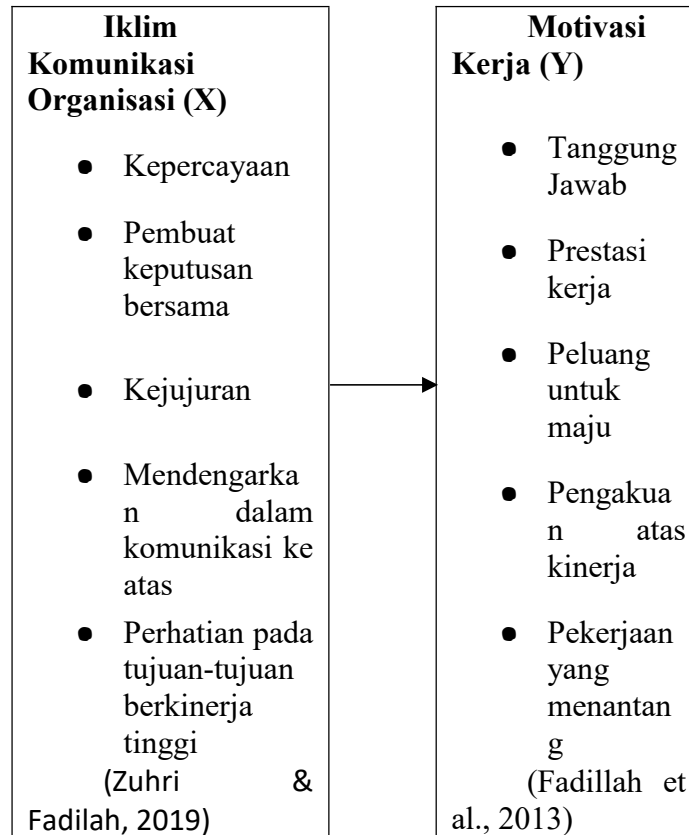 Iklim
Komunikasi
Organisasi (X)
● Kepercayaan
● Pembuat
keputusan
bersama
● Kejujuran
● Mendengarka
n dalam
komunikasi ke
atas
● Perhatian pada
tujuan-tujuan
berkinerja
tinggi
(Zuhri &
Fadilah, 2019)
Motivasi
Kerja (Y)
● Tanggung
Jawab
● Prestasi
kerja
● Peluang
untuk
maju
● Pengakua
n atas
kinerja
● Pekerjaan
yang
menantan
g
(Fadillah et
al., 2013)